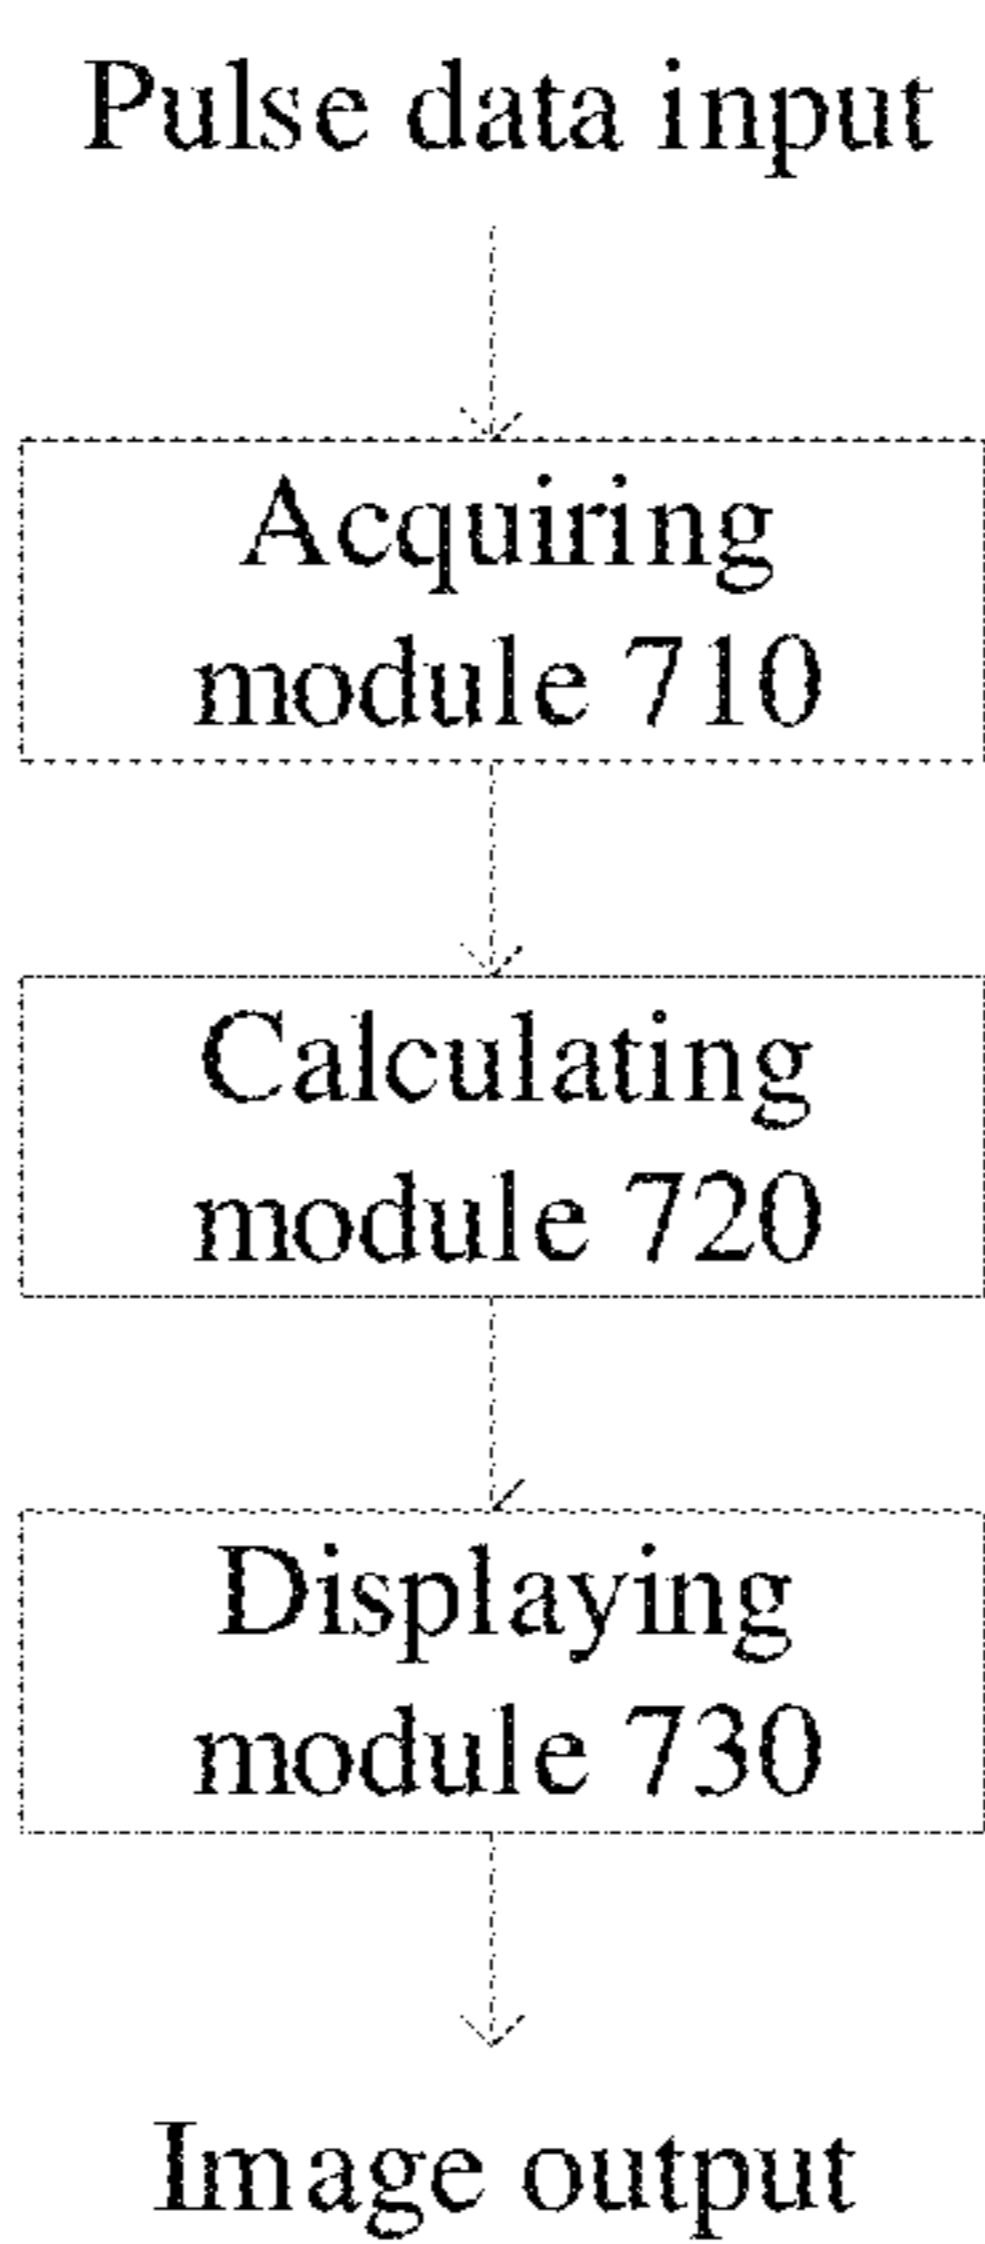 Pulse data input
Acquiring
module 710
Calculating
module 720
Displaying
module 730
Image output